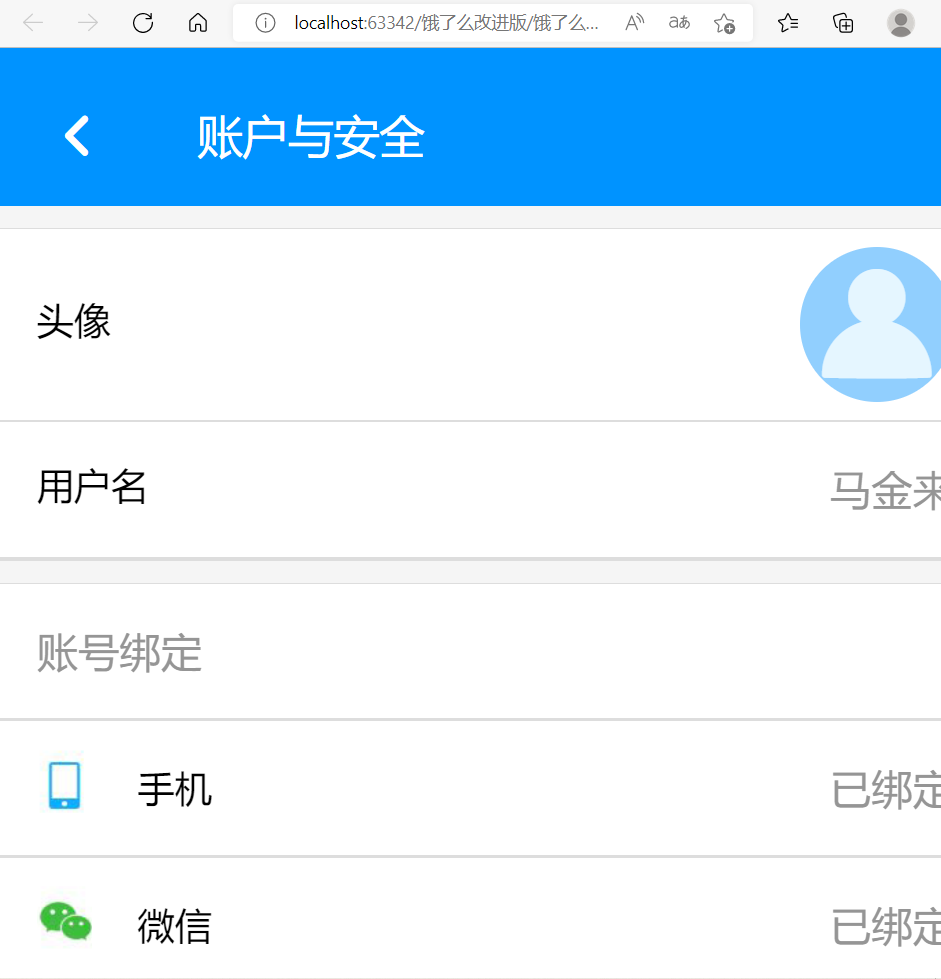 localhost:63342/饿了么改进版/饿了么...
账户与安全
头像
用户名
马金来
账号绑定
手机
已绑定
微信
已绑定